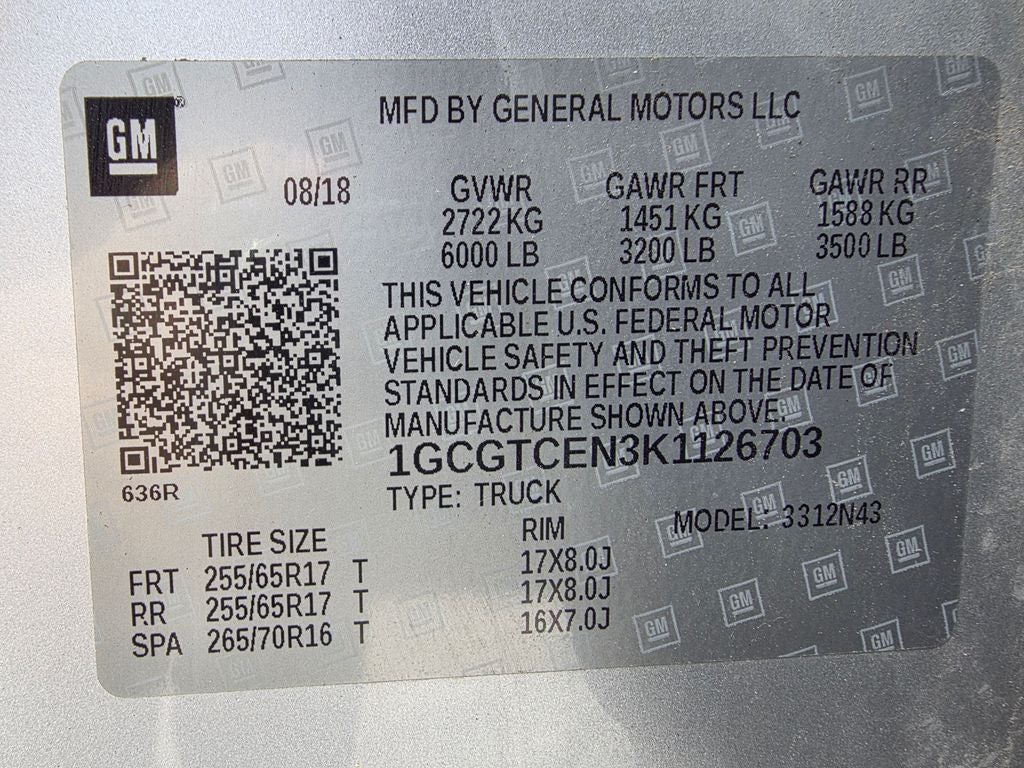 GM
MFD BY GENERAL MOTORS LLC
08/18
GVWR GAWR FRT GAWR RR
2722 KG 1451 KG 1588 KG
6000 LB 3200 LB 3500 LB
THIS VEHICLE CONFORMS TO ALL
APPLICABLE U.S. FEDERAL MOTOR
VEHICLE SAFETY AND THEFT PREVENTION
STANDARDS IN EFFECT ON THE DATE OF
MANUFACTURE SHOWN ABOVE.
1GCGTCEN3K1126703
636R
TYPE: TRUCK MODEL: 3312N43
TIRE SIZE RIM
FRT 255/65R17 T 17X8.0J
RR 255/65R17 T 17X8.0J
SPA 265/70R16 T 16X7.0J